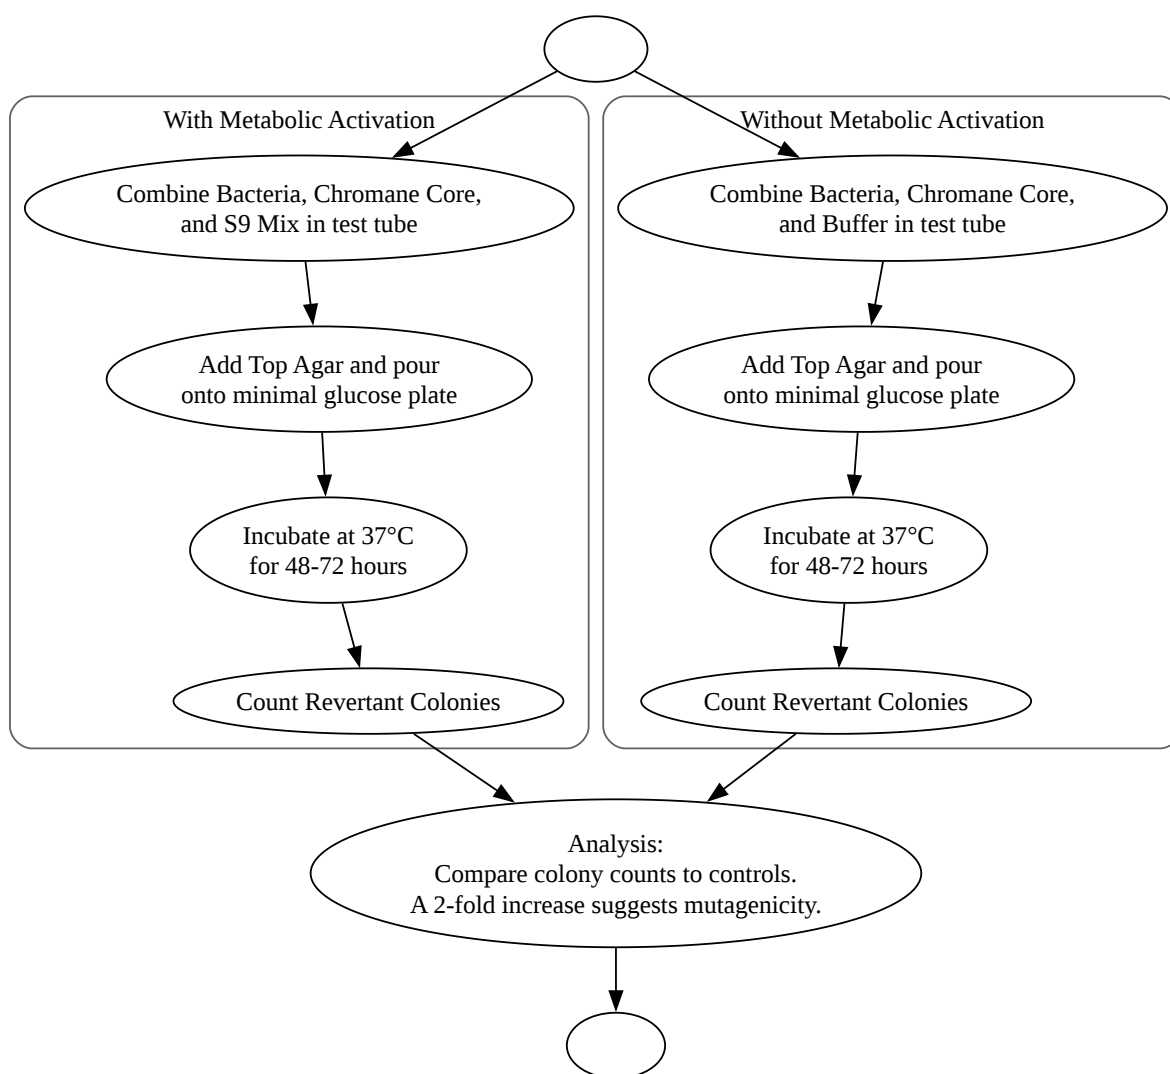 With Metabolic Activation
Combine Bacteria, Chromane Core,
and S9 Mix in test tube
Add Top Agar and pour
onto minimal glucose plate
Incubate at 37°C
for 48-72 hours
Count Revertant Colonies
Without Metabolic Activation
Combine Bacteria, Chromane Core,
and Buffer in test tube
Add Top Agar and pour
onto minimal glucose plate
Incubate at 37°C
for 48-72 hours
Count Revertant Colonies
Analysis:
Compare colony counts to controls.
A 2-fold increase suggests mutagenicity.